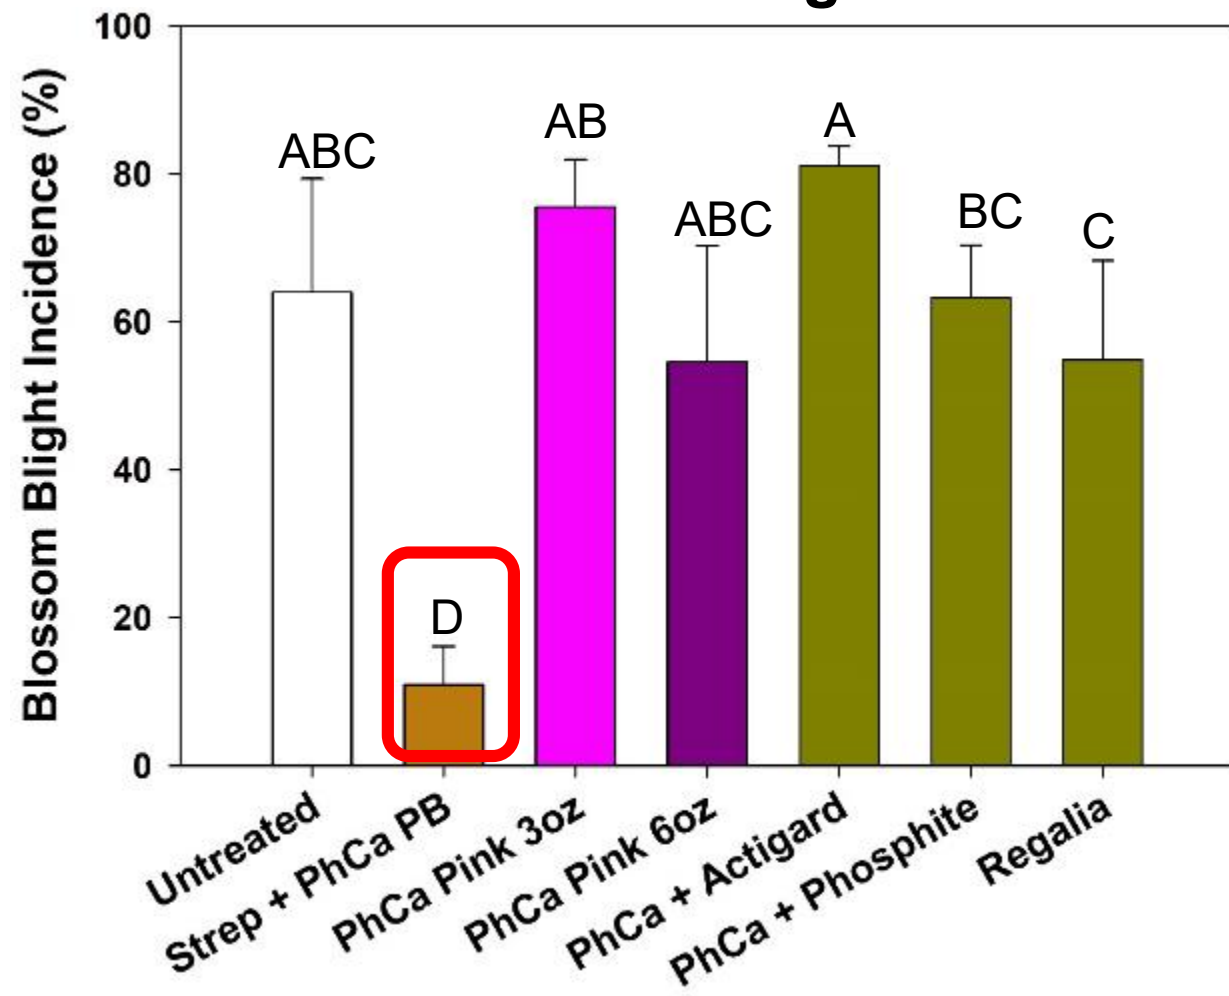 100
80
60
40
20
0
Blossom Blight Incidence (%)
ABC
D
AB
ABC
A
BC
C
Untreated
Strep + PhCa PB
PhCa Pink 3oz
PhCa Pink 6oz
PhCa + Actigard
PhCa + Phosphite
Regalia